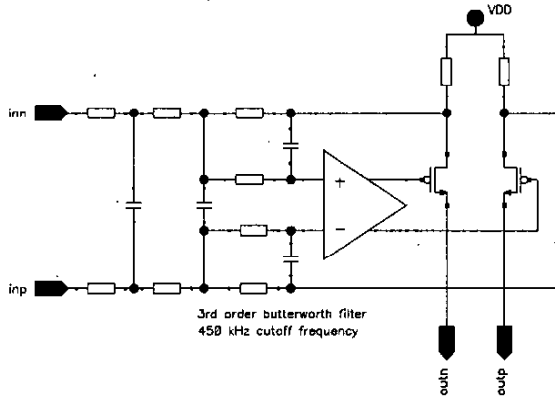 VDD
inn
+
−
inp
3rd order butterworth filter
450 kHz cutoff frequency
outn
outp